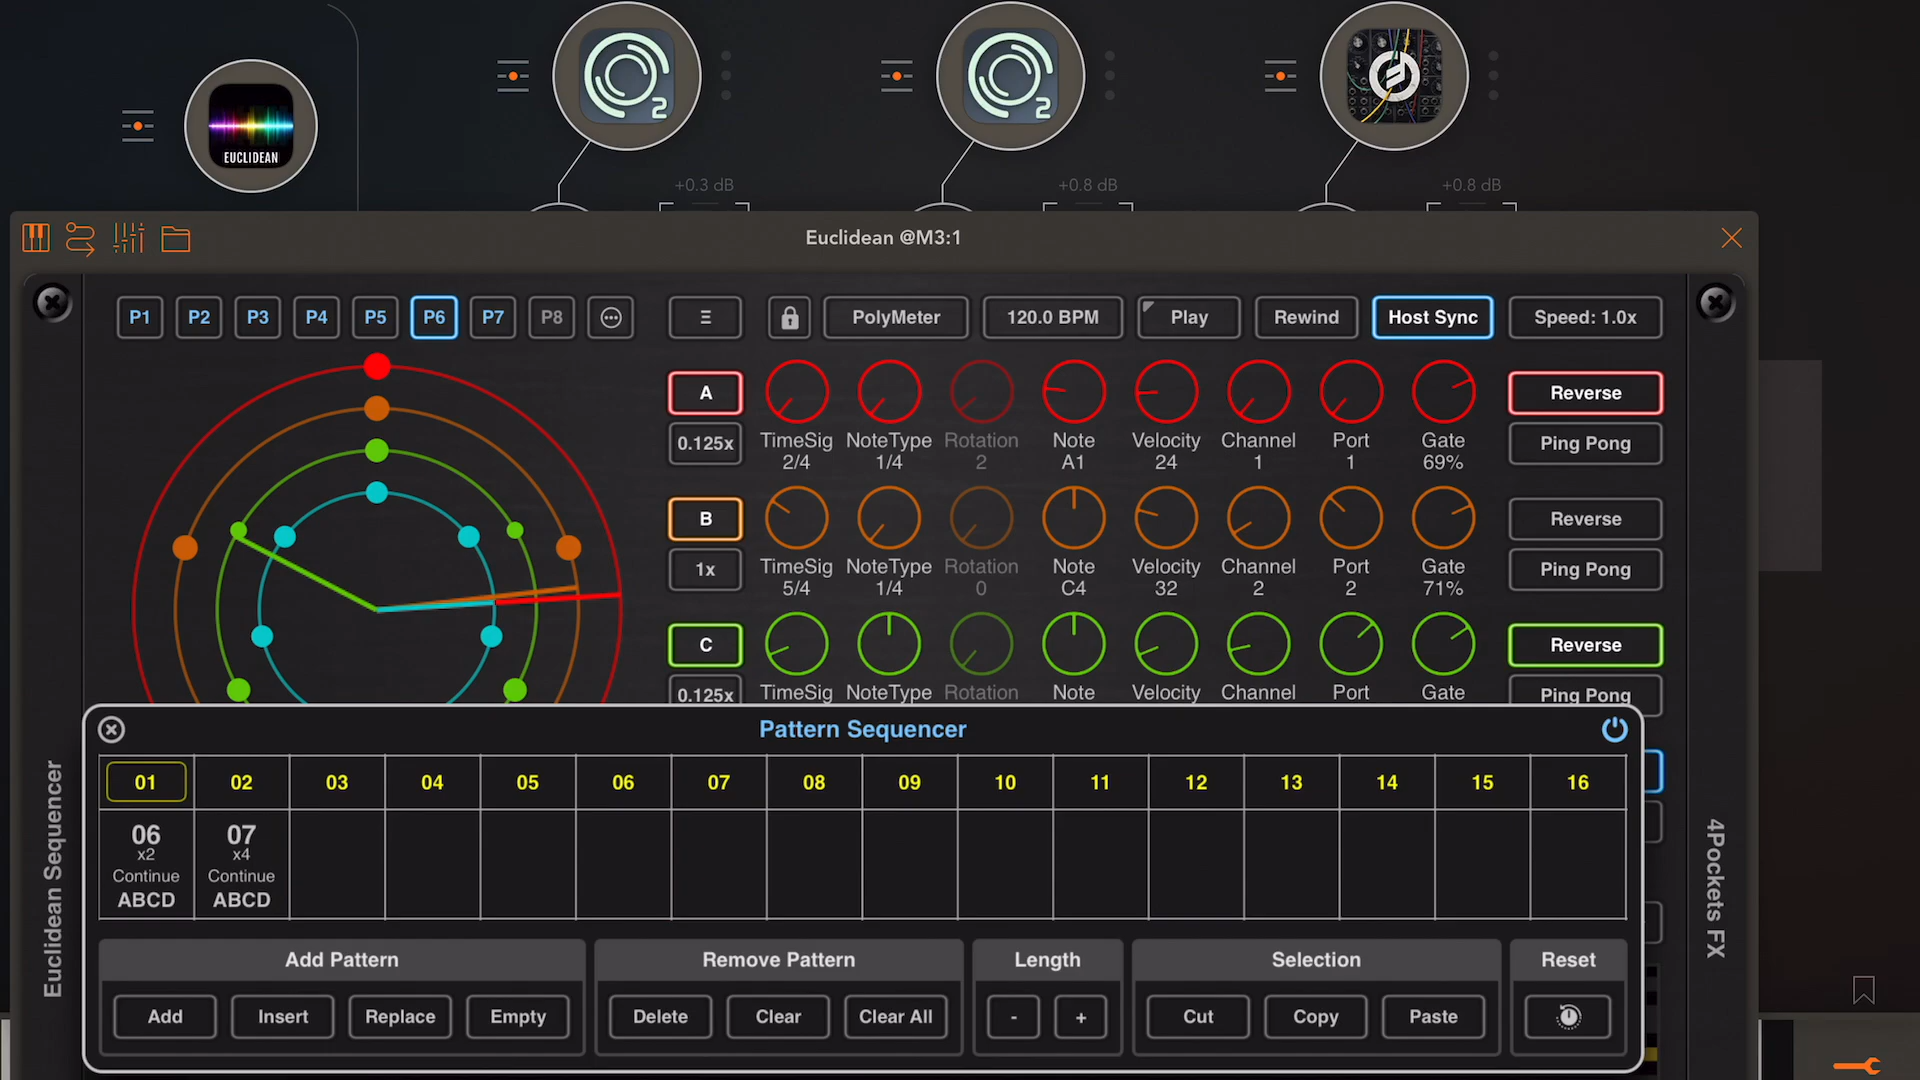 EUCLIDEAN
2
2
+0.3 dB
+0.8 dB
+0.8 dB
Euclidean @M3:1
P1 P2 P3 P4 P5 P6 P7 P8
PolyMeter 120.0 BPM Play Rewind Host Sync Speed: 1.0x
A
0.125x
TimeSig NoteType Rotation Note Velocity Channel Port Gate
2/4 1/4 2 A1 24 1 1 69%
Reverse
Ping Pong
B
1x
TimeSig NoteType Rotation Note Velocity Channel Port Gate
5/4 1/4 0 C4 32 2 2 71%
Reverse
Ping Pong
C
0.125x
TimeSig NoteType Rotation Note Velocity Channel Port Gate
Reverse
Ping Pong
Euclidean Sequencer
4Pockets FX
Pattern Sequencer
01 02 03 04 05 06 07 08 09 10 11 12 13 14 15 16
06 07
x2 x4
Continue Continue
ABCD ABCD
Add Pattern Remove Pattern Length Selection Reset
Add Insert Replace Empty Delete Clear Clear All - + Cut Copy Paste